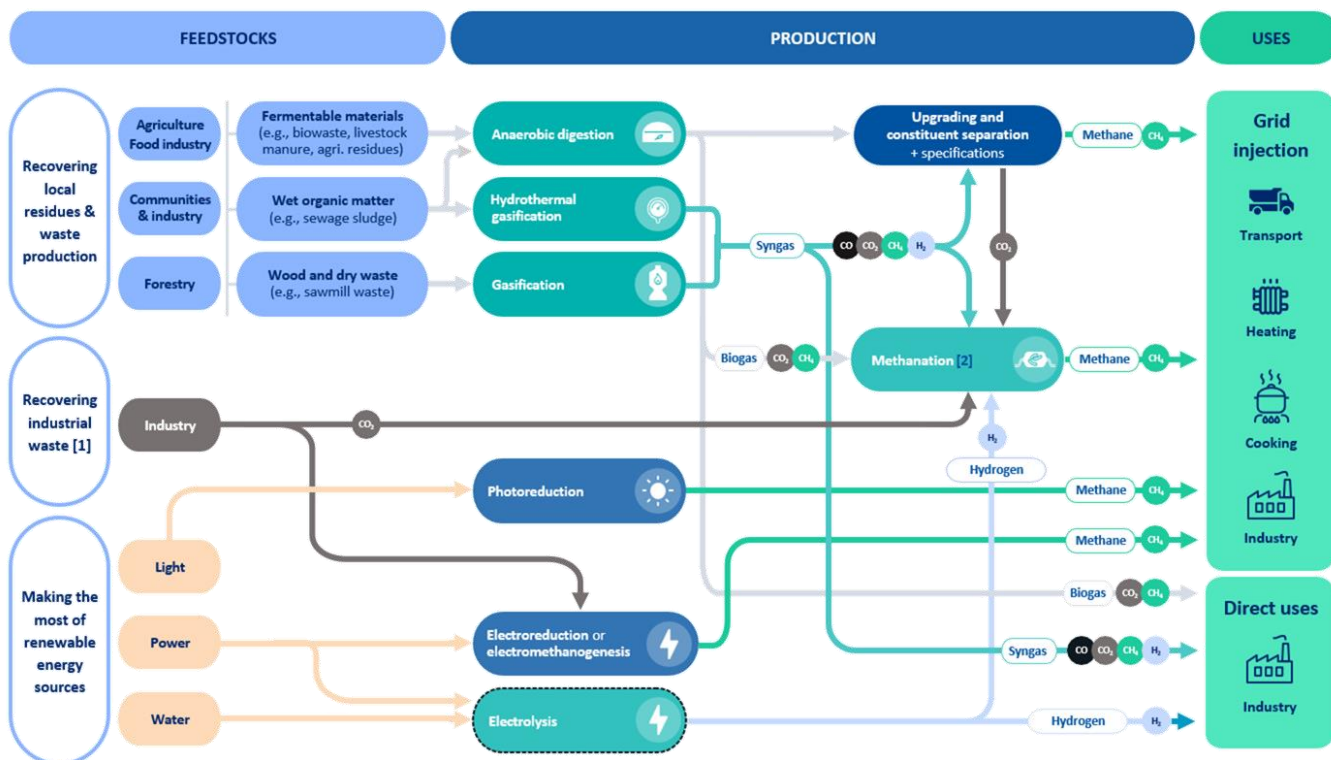 FEEDSTOCKS
PRODUCTION
USES
Recovering
local
residues &
waste
production
Agriculture
Food industry
Fermentable materials
(e.g., biowaste, livestock
manure, agri. residues)
Anaerobic digestion
Upgrading and
constituent separation
+ specifications
Methane
CH₄
Communities
& industry
Wet organic matter
(e.g., sewage sludge)
Hydrothermal
gasification
Syngas
CO
CO₂
CH₄
H₂
CO₂
Forestry
Wood and dry waste
(e.g., sawmill waste)
Gasification
Biogas
CO₂
CH₄
Methanation [2]
Methane
CH₄
Recovering
industrial
waste [1]
Industry
CO₂
H₂
Hydrogen
Photoreduction
Methane
CH₄
Making the
most of
renewable
energy
sources
Light
Methane
CH₄
Biogas
CO₂
CH₄
Power
Electroreduction or
electromethanogenesis
Syngas
CO
CO₂
CH₄
H₂
Water
Electrolysis
Hydrogen
H₂
Grid
injection
Transport
Heating
Cooking
Industry
Direct uses
Industry